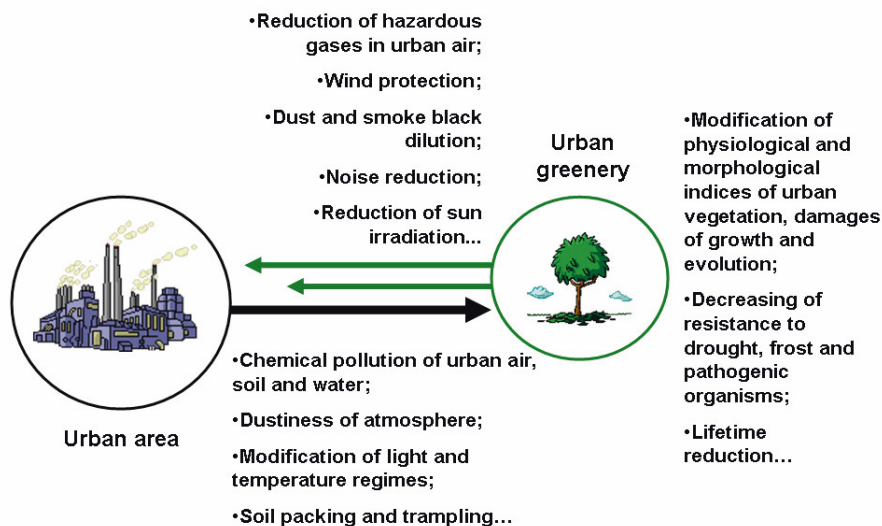 •Reduction of hazardous
gases in urban air;
•Wind protection;
•Dust and smoke black
dilution;
•Noise reduction;
•Reduction of sun
irradiation...
Urban
greenery
•Modification of
physiological and
morphological
indices of urban
vegetation, damages
of growth and
evolution;
•Decreasing of
resistance to
drought, frost and
pathogenic
organisms;
•Lifetime
reduction...
Urban area
•Chemical pollution of urban air,
soil and water;
•Dustiness of atmosphere;
•Modification of light and
temperature regimes;
•Soil packing and trampling...